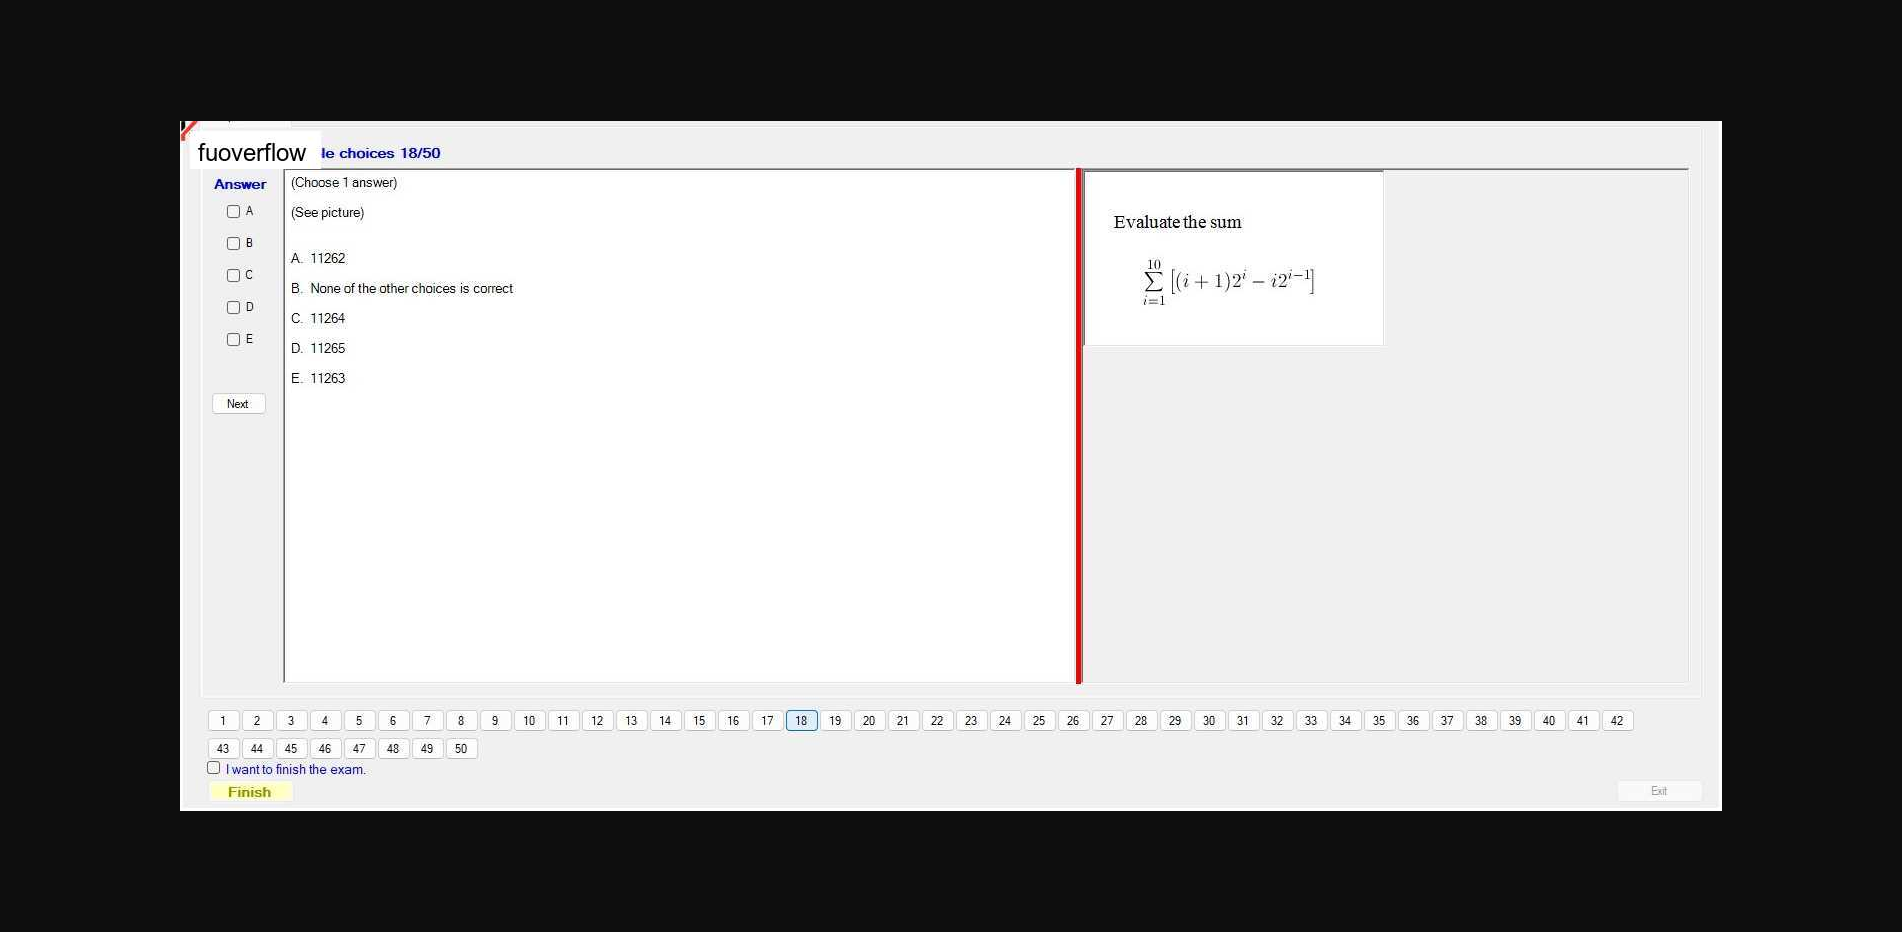 fuoverflow le choices 18/50
Answer
(Choose 1 answer)
A
(See picture)
B
A. 11262
C
B. None of the other choices is correct
D
C. 11264
E
D. 11265
E. 11263
Next
Evaluate the sum
10
∑ [(i + 1)2^i − i2^{i−1}]
i=1
1 2 3 4 5 6 7 8 9 10 11 12 13 14 15 16 17 18 19 20 21 22 23 24 25 26 27 28 29 30 31 32 33 34 35 36 37 38 39 40 41 42
43 44 45 46 47 48 49 50
I want to finish the exam.
Finish
Exit